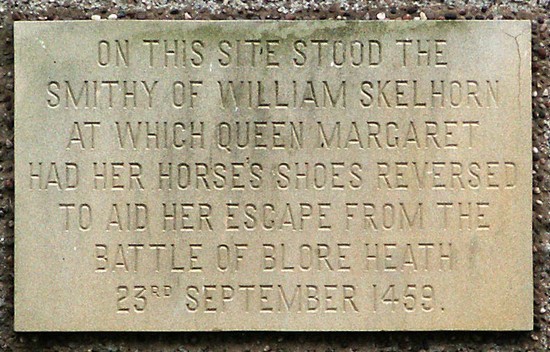 ON THIS SITE STOOD THE
SMITHY OF WILLIAM SKELHORN
AT WHICH QUEEN MARGARET
HAD HER HORSE'S SHOES REVERSED
TO AID HER ESCAPE FROM THE
BATTLE OF BLORE HEATH
23RD SEPTEMBER 1459.